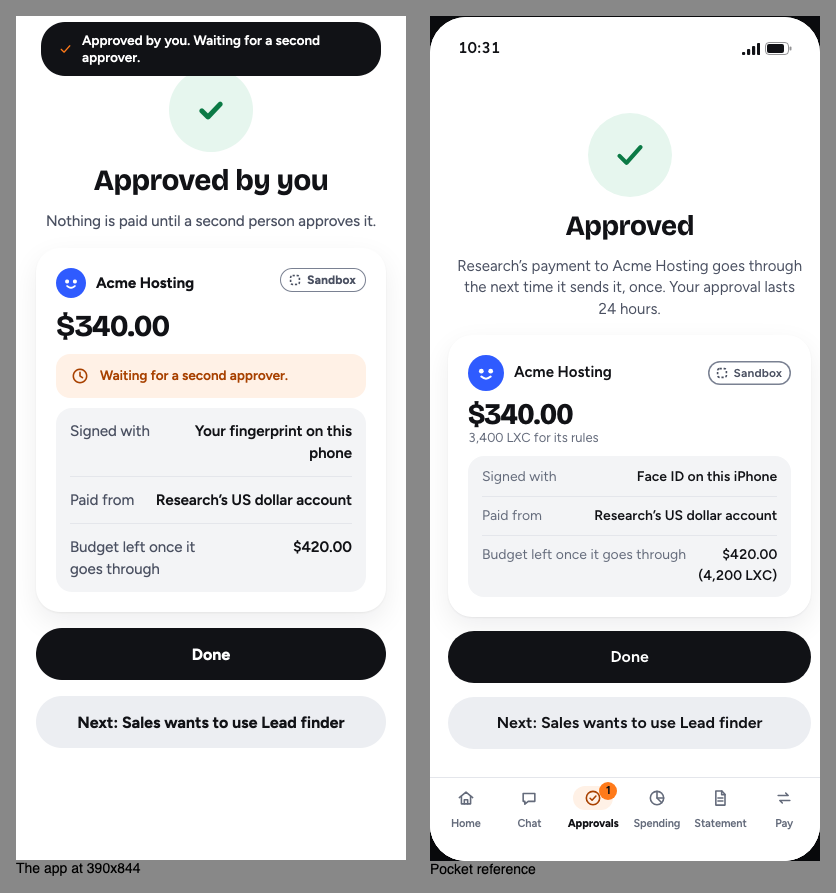 Approved by you. Waiting for a second
approver.
Approved by you
Nothing is paid until a second person approves it.
Acme Hosting
Sandbox
$340.00
Waiting for a second approver.
Signed with
Your fingerprint on this
phone
Paid from
Research's US dollar account
Budget left once it
goes through
$420.00
Done
Next: Sales wants to use Lead finder
The app at 390x844
10:31
Approved
Research's payment to Acme Hosting goes through
the next time it sends it, once. Your approval lasts
24 hours.
Acme Hosting
Sandbox
$340.00
3,400 LXC for its rules
Signed with
Face ID on this iPhone
Paid from
Research's US dollar account
Budget left once it goes through
$420.00
(4,200 LXC)
Done
Next: Sales wants to use Lead finder
1
Home
Chat
Approvals
Spending
Statement
Pay
Pocket reference